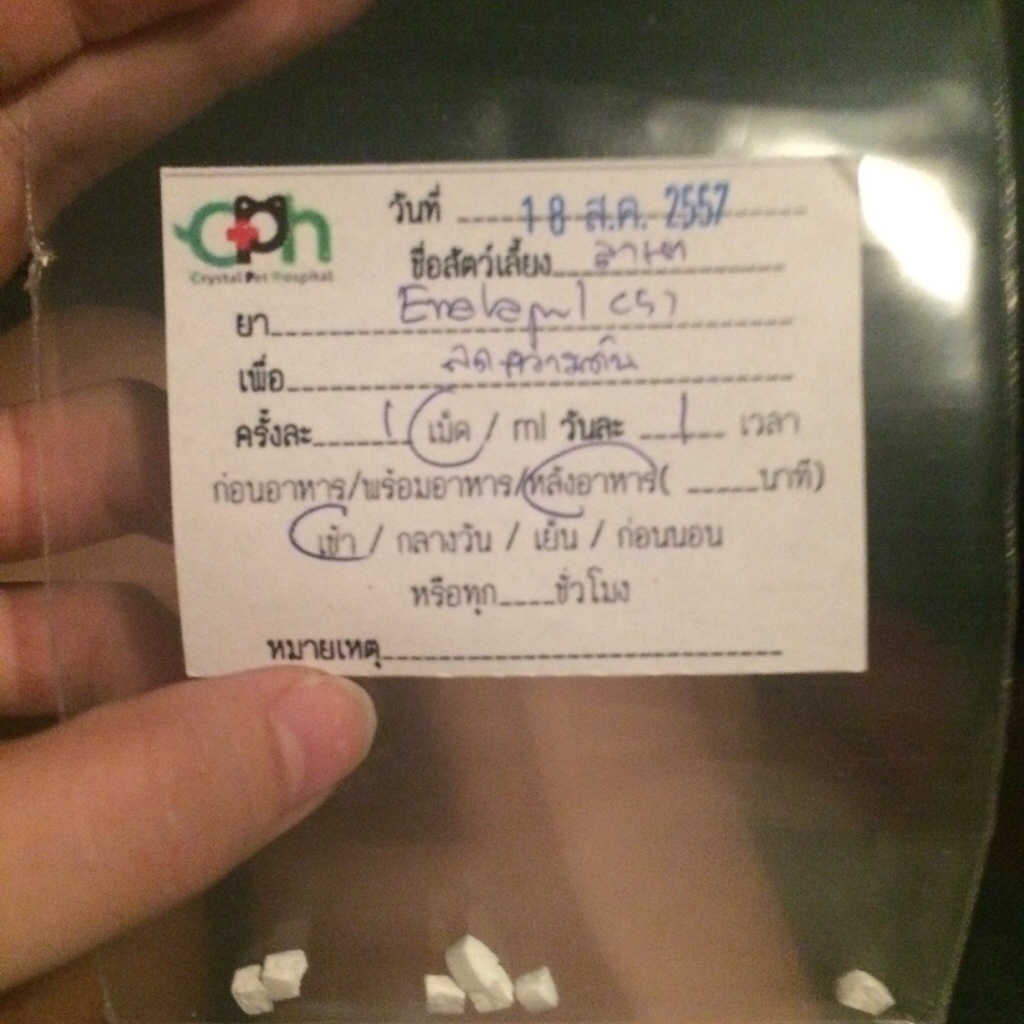 CPh
Crystal Pet Hospital
วันที่ 18 ส.ค. 2557
ชื่อสัตว์เลี้ยง
ยา (5)
เพื่อ ลดความดัน
ครั้งละ 1 เม็ด / ml วันละ 1 เวลา
ก่อนอาหาร/พร้อมอาหาร/หลังอาหาร( นาที)
เช้า / กลางวัน / เย็น / ก่อนนอน
หรือทุก ชั่วโมง
หมายเหตุ